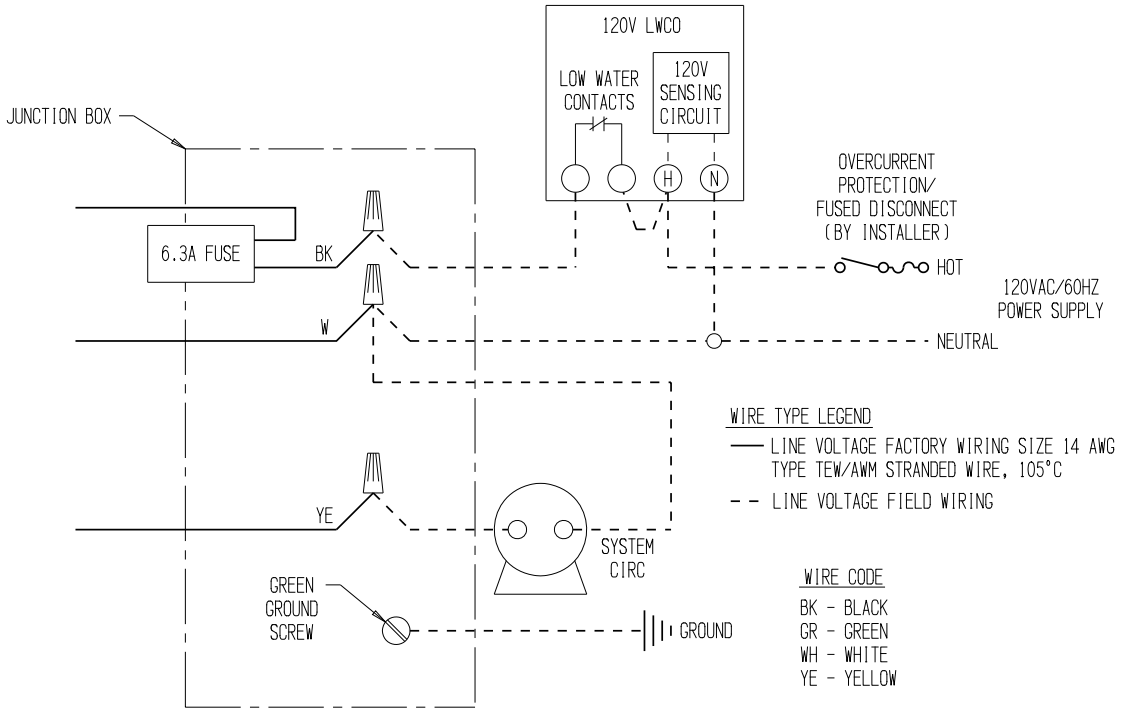 120V LWCO
120V
SENSING
CIRCUIT
LOW WATER
CONTACTS
H
N
JUNCTION BOX
OVERCURRENT
PROTECTION/
FUSED DISCONNECT
(BY INSTALLER)
6.3A FUSE
BK
HOT
120VAC/60HZ
POWER SUPPLY
W
NEUTRAL
WIRE TYPE LEGEND
LINE VOLTAGE FACTORY WIRING SIZE 14 AWG
TYPE TEW/AWM STRANDED WIRE, 105°C
LINE VOLTAGE FIELD WIRING
YE
SYSTEM
CIRC
GREEN
GROUND
SCREW
GROUND
WIRE CODE
BK - BLACK
GR - GREEN
WH - WHITE
YE - YELLOW